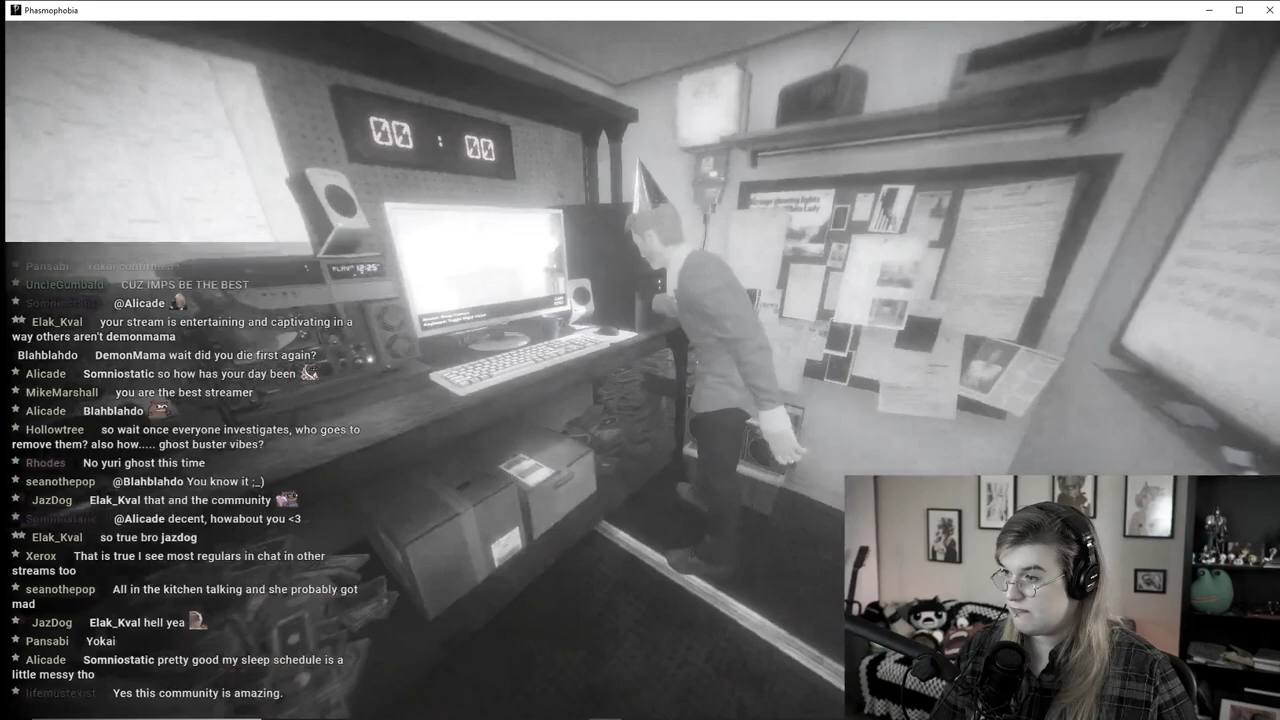 Phasmophobia
00 : 00
Pansabi Yokai confirmed
UncleGumbald CUZ IMPS BE THE BEST
@Alicade
Elak_Kval your stream is entertaining and captivating in a
way others aren't demonmama
Blahblahdo DemonMama wait did you die first again?
Alicade Somniostatic so how has your day been
MikeMarshall you are the best streamer
Alicade Blahblahdo
Hollowtree so wait once everyone investigates, who goes to
remove them? also how..... ghost buster vibes?
Rhodes No yuri ghost this time
seanothepop @Blahblahdo You know it ;_)
JazDog Elak_Kval that and the community
Somniostatic @Alicade decent, howabout you <3
Elak_Kval so true bro jazdog
Xerox That is true I see most regulars in chat in other
streams too
seanothepop All in the kitchen talking and she probably got
mad
JazDog Elak_Kval hell yea
Pansabi Yokai
Alicade Somniostatic pretty good my sleep schedule is a
little messy tho
lifemustexist Yes this community is amazing.